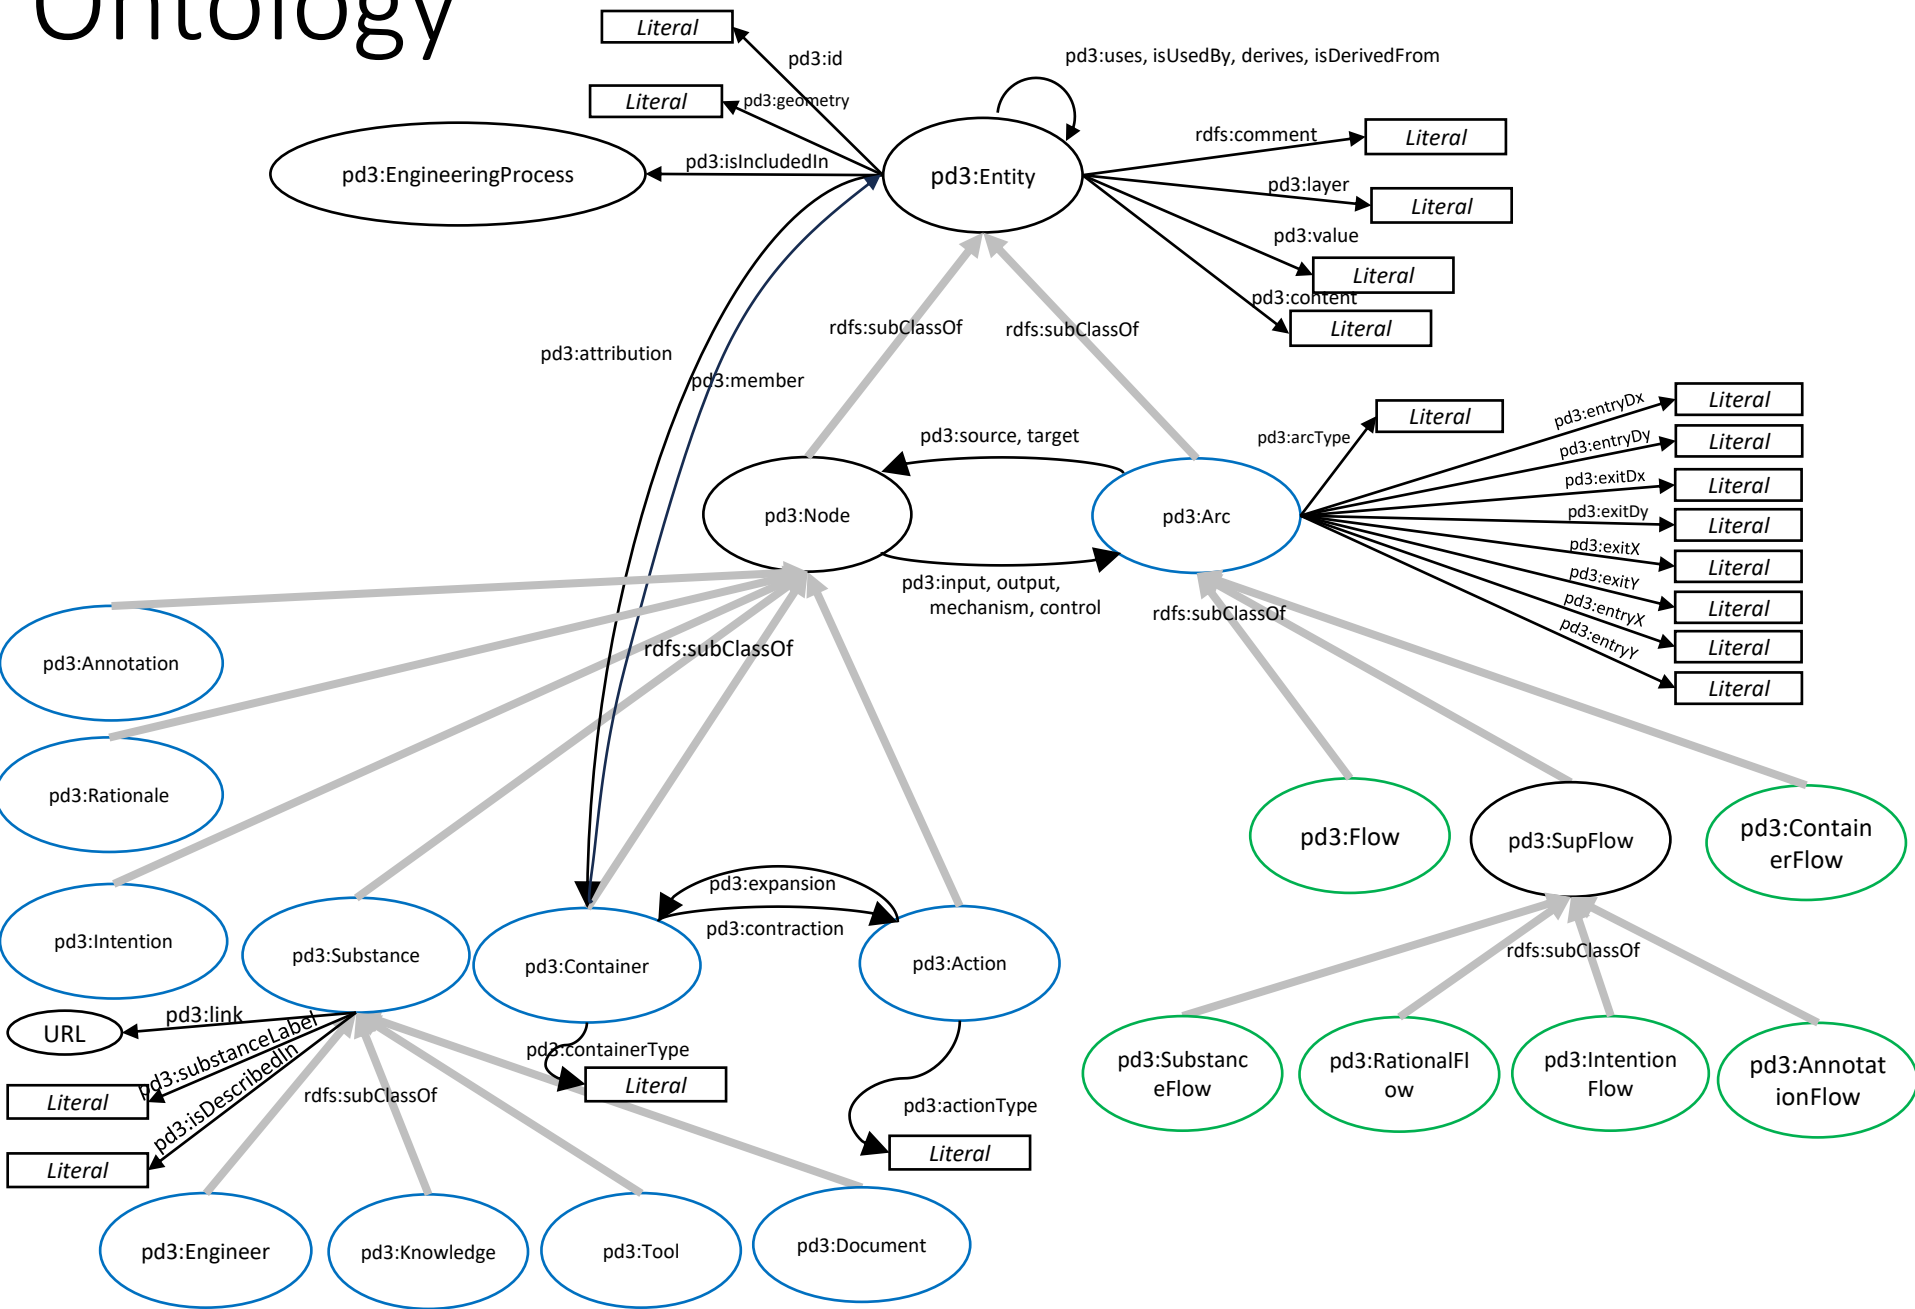 Ontology
Literal
pd3:id
pd3:uses, isUsedBy, derives, isDerivedFrom
Literal
pd3:geometry
rdfs:comment
Literal
pd3:EngineeringProcess
pd3:isIncludedIn
pd3:Entity
pd3:layer
Literal
pd3:value
Literal
pd3:content
Literal
rdfs:subClassOf
rdfs:subClassOf
pd3:attribution
pd3:member
pd3:source, target
pd3:arcType
Literal
pd3:entryDx
Literal
pd3:entryDy
Literal
pd3:exitDx
Literal
pd3:exitDy
Literal
pd3:exitX
Literal
pd3:exitY
Literal
pd3:entryX
Literal
pd3:entryY
Literal
pd3:Node
pd3:Arc
pd3:input, output,
mechanism, control
rdfs:subClassOf
rdfs:subClassOf
pd3:Annotation
pd3:Rationale
pd3:Intention
pd3:Substance
pd3:Container
pd3:expansion
pd3:contraction
pd3:Action
pd3:Flow
pd3:SupFlow
pd3:Contain
erFlow
rdfs:subClassOf
URL
pd3:link
pd3:substanceLabel
Literal
pd3:isDescribedIn
Literal
rdfs:subClassOf
pd3:containerType
Literal
pd3:actionType
Literal
pd3:Substanc
eFlow
pd3:RationalFl
ow
pd3:Intention
Flow
pd3:Annotat
ionFlow
pd3:Engineer
pd3:Knowledge
pd3:Tool
pd3:Document